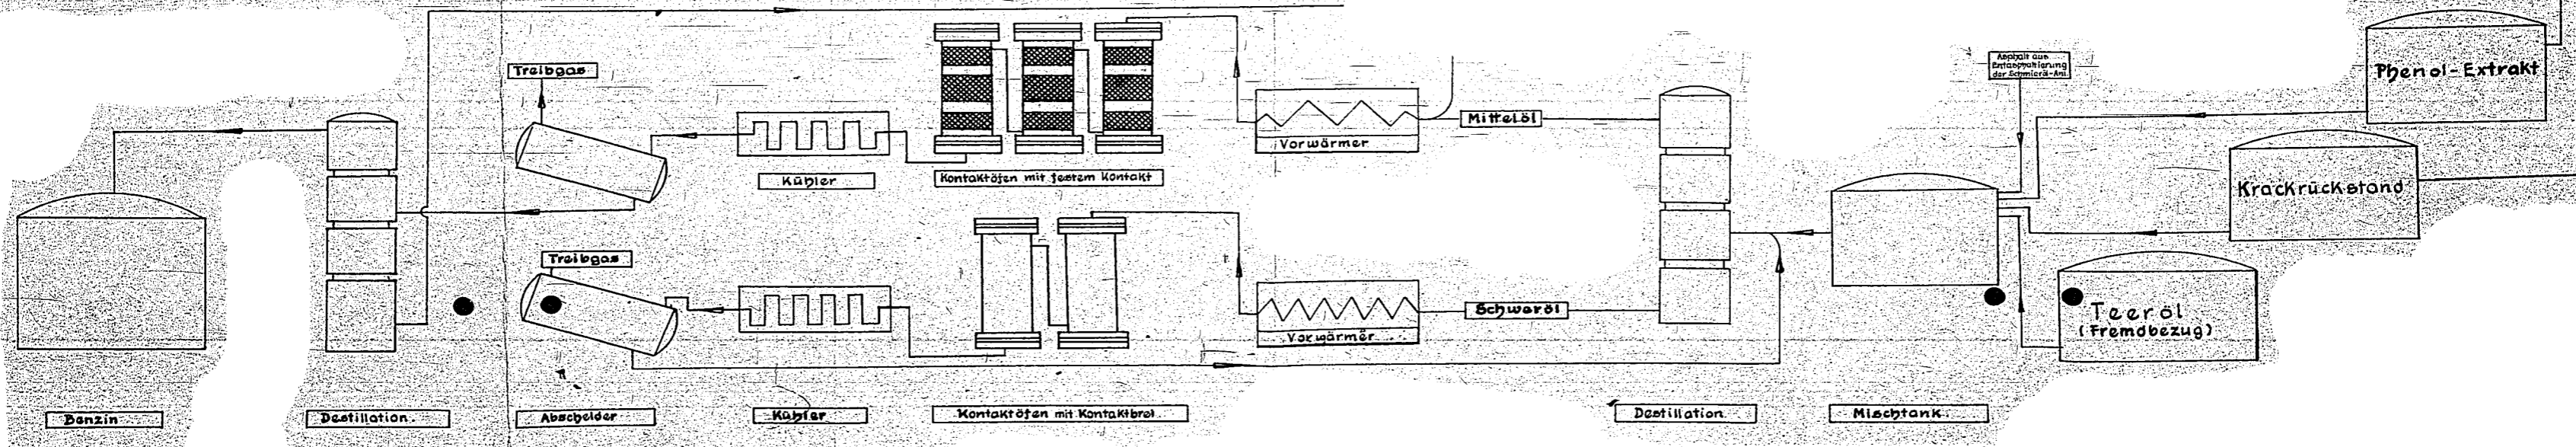 Treibgas
Kühler
Kontaktöfen mit festem Kontakt
Vorwärmer
Mittelöl
Asphalt aus
Entasphaltierung
der Schmieröl-Anl.
Phenol-Extrakt
Krackrückstand
Treibgas
Vorwärmer
Schweröl
Teeröl
(Fremdbezug)
Benzin
Destillation
Abscheider
Kühler
Kontaktöfen mit Kontaktbrei
Destillation
Mischtank